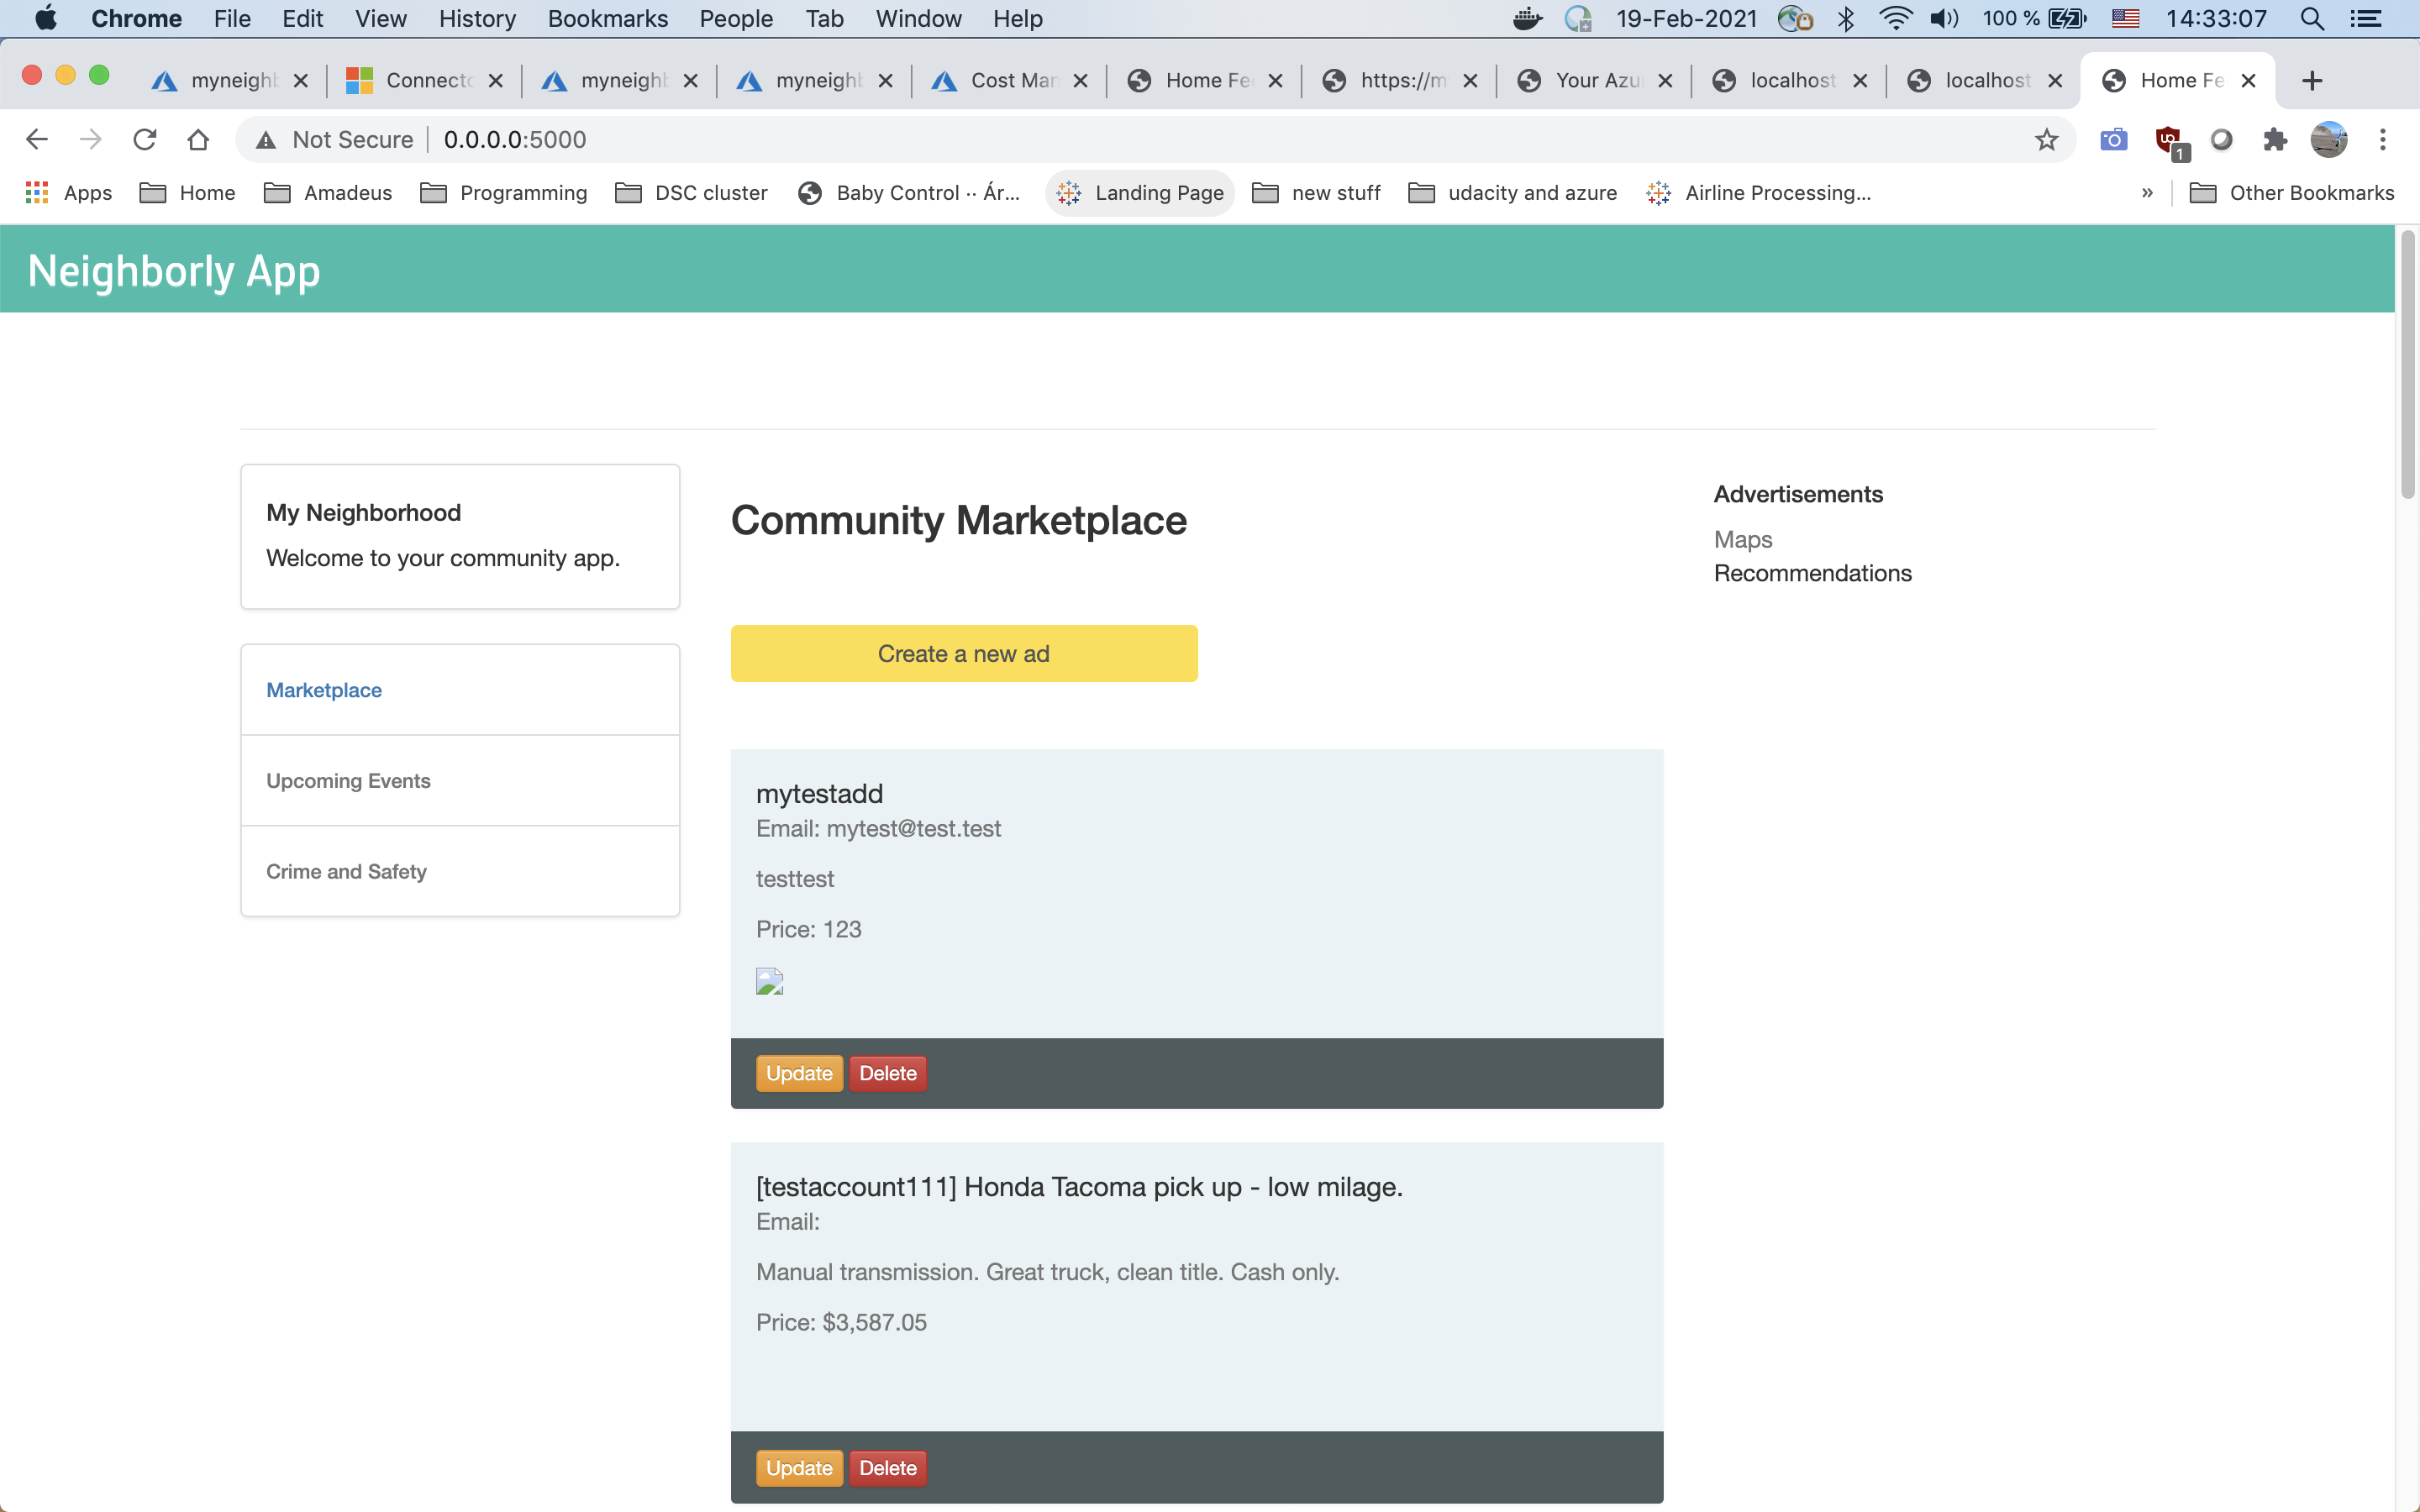 Chrome File Edit View History Bookmarks People Tab Window Help 19-Feb-2021 100 % 14:33:07
myneighb Connecto myneighb myneighb Cost Man Home Fe https://m Your Azu localhost localhost Home Fe
Not Secure 0.0.0.0:5000 1
Apps Home Amadeus Programming DSC cluster Baby Control ·· Ár... Landing Page new stuff udacity and azure Airline Processing... » Other Bookmarks
Neighborly App
My Neighborhood
Welcome to your community app.
Marketplace
Upcoming Events
Crime and Safety
Community Marketplace
Create a new ad
mytestadd
Email: mytest@test.test
testtest
Price: 123
Update Delete
[testaccount111] Honda Tacoma pick up - low milage.
Email:
Manual transmission. Great truck, clean title. Cash only.
Price: $3,587.05
Update Delete
Advertisements
Maps
Recommendations